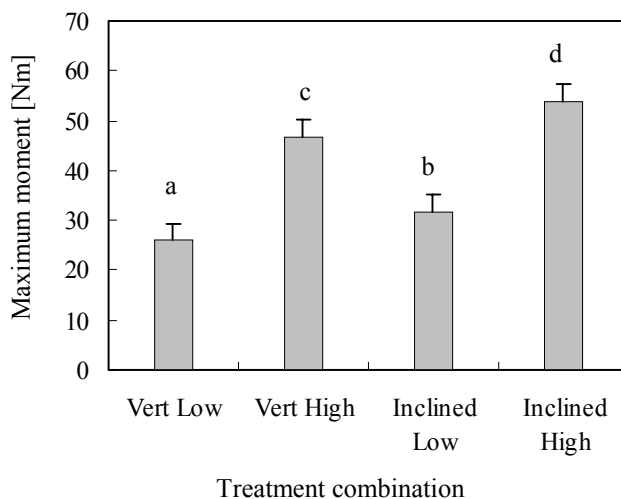 Maximum moment [Nm]
70
60
50
40
30
20
10
0
a
c
b
d
Vert Low
Vert High
Inclined
Low
Inclined
High
Treatment combination